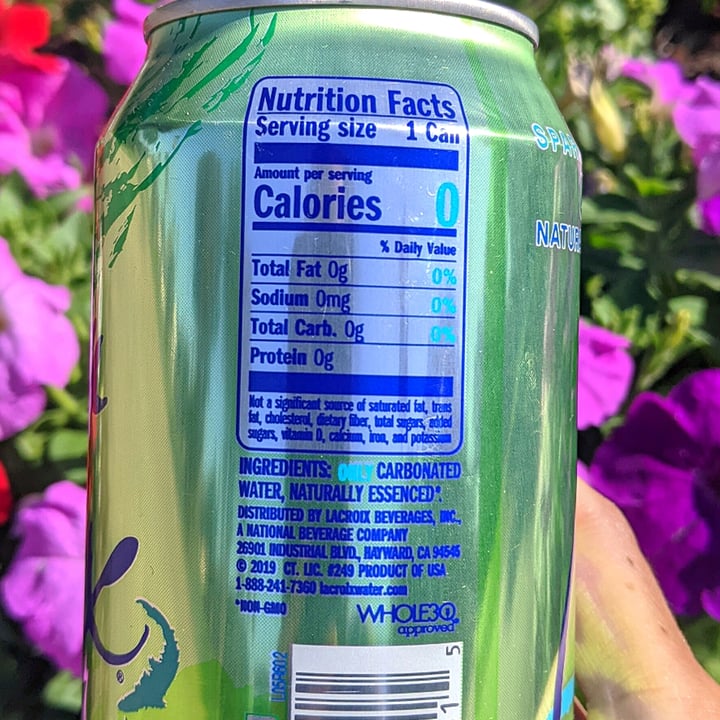 Nutrition Facts
Serving size 1 Can
Amount per serving
Calories 0
% Daily Value
Total Fat 0g 0%
Sodium 0mg 0%
Total Carb. 0g 0%
Protein 0g
Not a significant source of saturated fat, trans
fat, cholesterol, dietary fiber, total sugars, added
sugars, vitamin D, calcium, iron, and potassium
INGREDIENTS: ONLY CARBONATED
WATER, NATURALLY ESSENCED*.
DISTRIBUTED BY LACROIX BEVERAGES, INC.,
A NATIONAL BEVERAGE COMPANY
26901 INDUSTRIAL BLVD., HAYWARD, CA 94545
© 2019 CT. LIC. #249 PRODUCT OF USA
1-888-241-7360 lacroixwater.com
*NON-GMO
WHOLE30
approved®
®
5
1
SPAR
NATUR